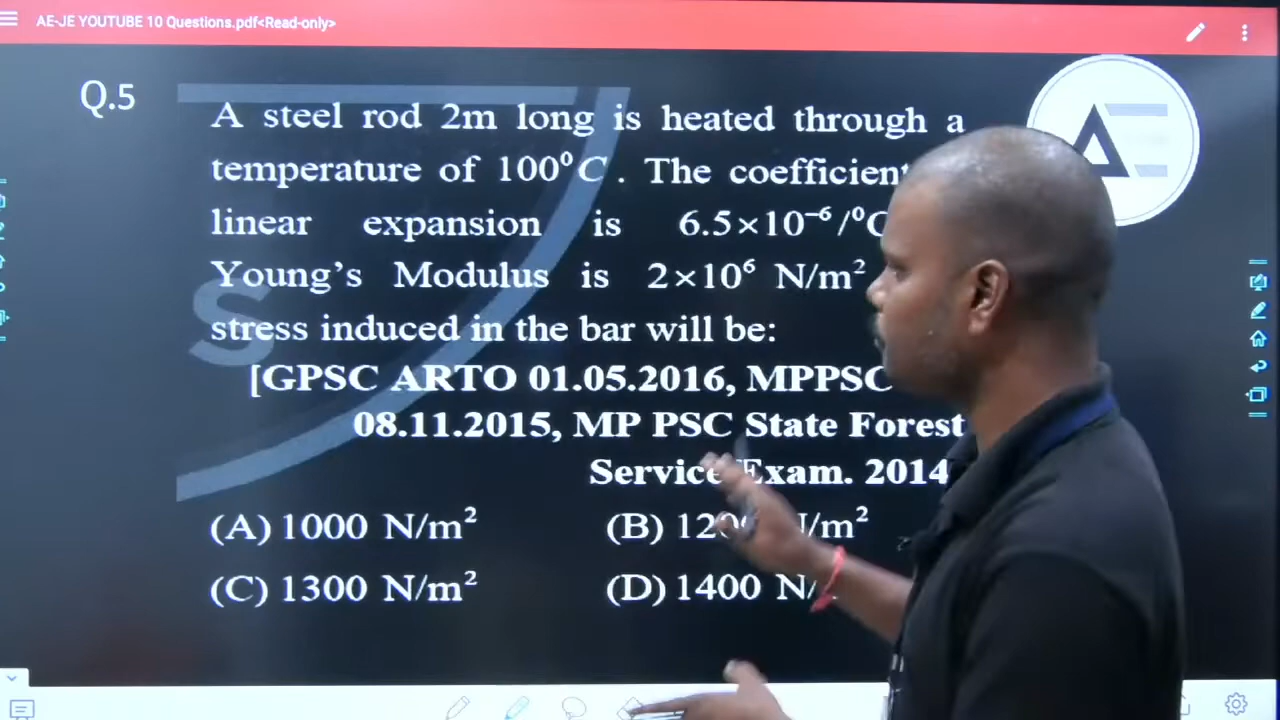 AE-JE YOUTUBE 10 Questions.pdf<Read-only>
Q.5
A steel rod 2m long is heated through a
temperature of 100⁰C . The coefficient
linear expansion is 6.5×10⁻⁶/⁰C
Young's Modulus is 2×10⁶ N/m²
stress induced in the bar will be:
[GPSC ARTO 01.05.2016, MPPSC
08.11.2015, MP PSC State Forest
Service Exam. 2014
(A) 1000 N/m² (B) N/m²
(C) 1300 N/m² (D) 1400 N/